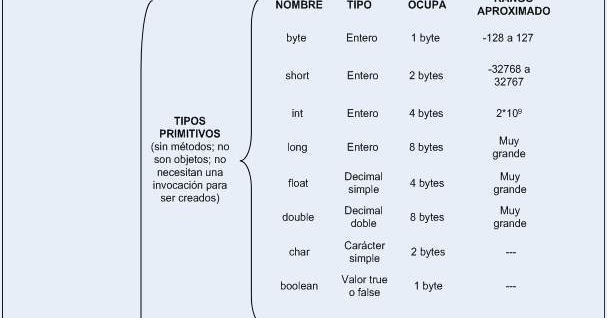 NOMBRE TIPO OCUPA RANGO
APROXIMADO
byte Entero 1 byte -128 a 127
short Entero 2 bytes -32768 a
32767
int Entero 4 bytes 2*10⁹
long Entero 8 bytes Muy
grande
float Decimal
simple 4 bytes Muy
grande
double Decimal
doble 8 bytes Muy
grande
char Carácter
simple 2 bytes ---
boolean Valor true
o false 1 byte ---
TIPOS
PRIMITIVOS
(sin métodos; no
son objetos; no
necesitan una
invocación para
ser creados)